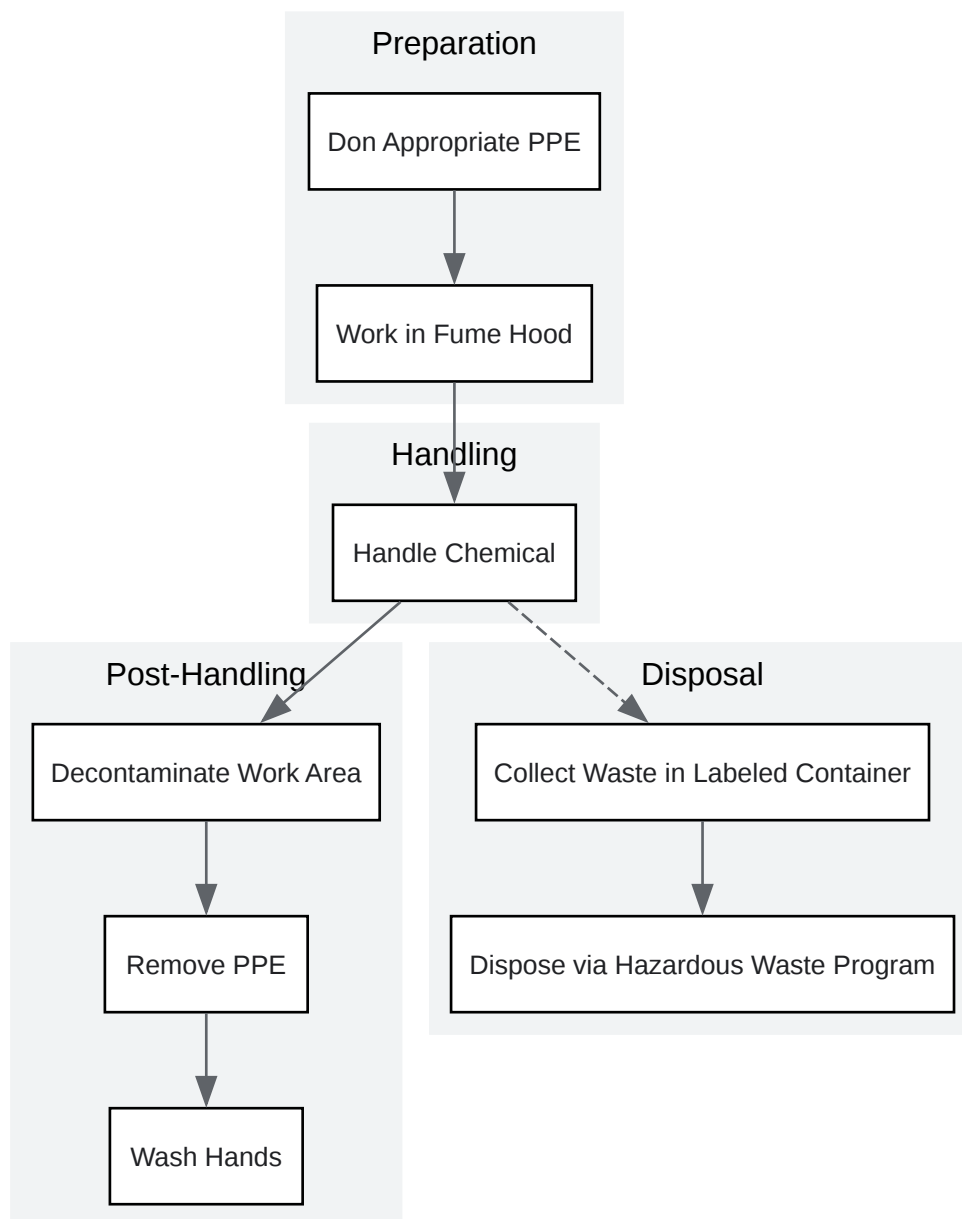 Preparation
Don Appropriate PPE
Work in Fume Hood
Handling
Handle Chemical
Post-Handling
Decontaminate Work Area
Remove PPE
Wash Hands
Disposal
Collect Waste in Labeled Container
Dispose via Hazardous Waste Program